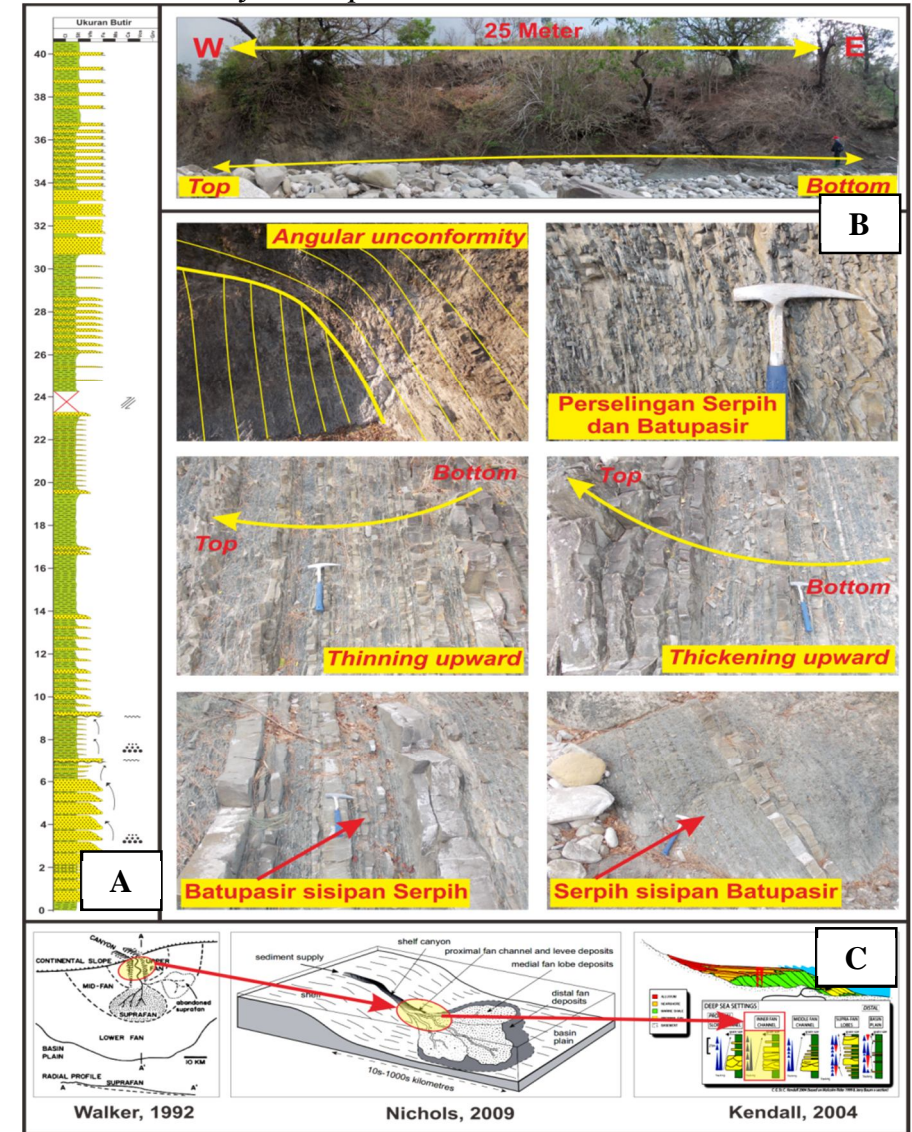 Ukuran Butir
40
38
36
34
32
30
28
26
24
22
20
18
16
14
12
10
8
6
4
2
0
A
W
25 Meter
E
Top
Bottom
B
Angular unconformity
Perselingan Serpih
dan Batupasir
Bottom
Top
Thinning upward
Top
Bottom
Thickening upward
Batupasir sisipan Serpih
Serpih sisipan Batupasir
CANYON
A
CONTINENTAL SLOPE
UPPER
FAN
MID-FAN
abandoned
suprafan
SUPRAFAN
LOWER FAN
BASIN
PLAIN
A'
10 KM
RADIAL PROFILE
A
SUPRAFAN
A'
Walker, 1992
shelf canyon
proximal fan channel and levee deposits
medial fan lobe deposits
sediment supply
shelf
distal fan
deposits
basin
plain
10s-1000s kilometres
Nichols, 2009
C
DEEP SEA SETTINGS
DISTAL
INNER FAN
CHANNEL
MIDDLE FAN
CHANNEL
SUPRA FAN
LOBES
BASIN
PLAIN
Kendall, 2004